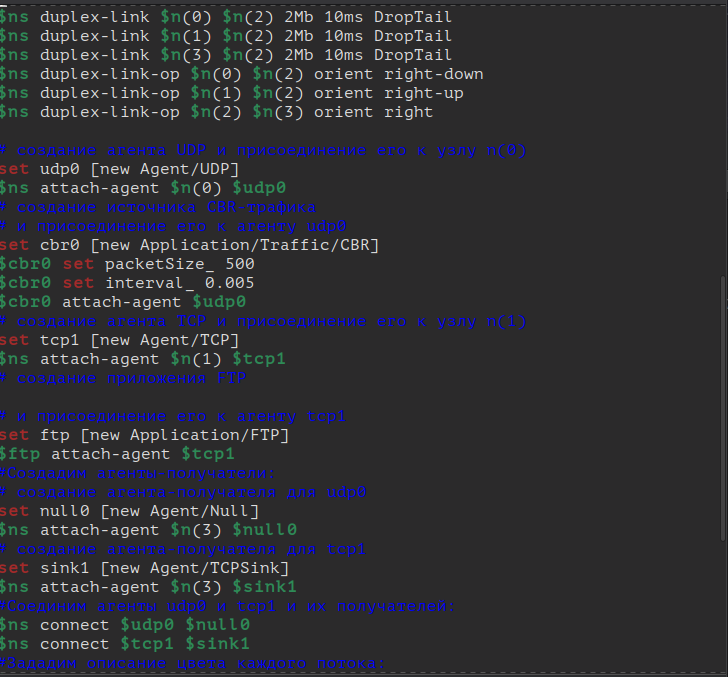 $ns duplex-link $n(0) $n(2) 2Mb 10ms DropTail
$ns duplex-link $n(1) $n(2) 2Mb 10ms DropTail
$ns duplex-link $n(3) $n(2) 2Mb 10ms DropTail
$ns duplex-link-op $n(0) $n(2) orient right-down
$ns duplex-link-op $n(1) $n(2) orient right-up
$ns duplex-link-op $n(2) $n(3) orient right
# создание агента UDP и присоединение его к узлу n(0)
set udp0 [new Agent/UDP]
$ns attach-agent $n(0) $udp0
# создание источника CBR-трафика
# и присоединение его к агенту udp0
set cbr0 [new Application/Traffic/CBR]
$cbr0 set packetSize_ 500
$cbr0 set interval_ 0.005
$cbr0 attach-agent $udp0
# создание агента TCP и присоединение его к узлу n(1)
set tcp1 [new Agent/TCP]
$ns attach-agent $n(1) $tcp1
# создание приложения FTP
# и присоединение его к агенту tcp1
set ftp [new Application/FTP]
$ftp attach-agent $tcp1
#Создадим агенты-получатели:
# создание агента-получателя для udp0
set null0 [new Agent/Null]
$ns attach-agent $n(3) $null0
# создание агента-получателя для tcp1
set sink1 [new Agent/TCPSink]
$ns attach-agent $n(3) $sink1
#Соединим агенты udp0 и tcp1 и их получателей:
$ns connect $udp0 $null0
$ns connect $tcp1 $sink1
#Зададим описание цвета каждого потока: